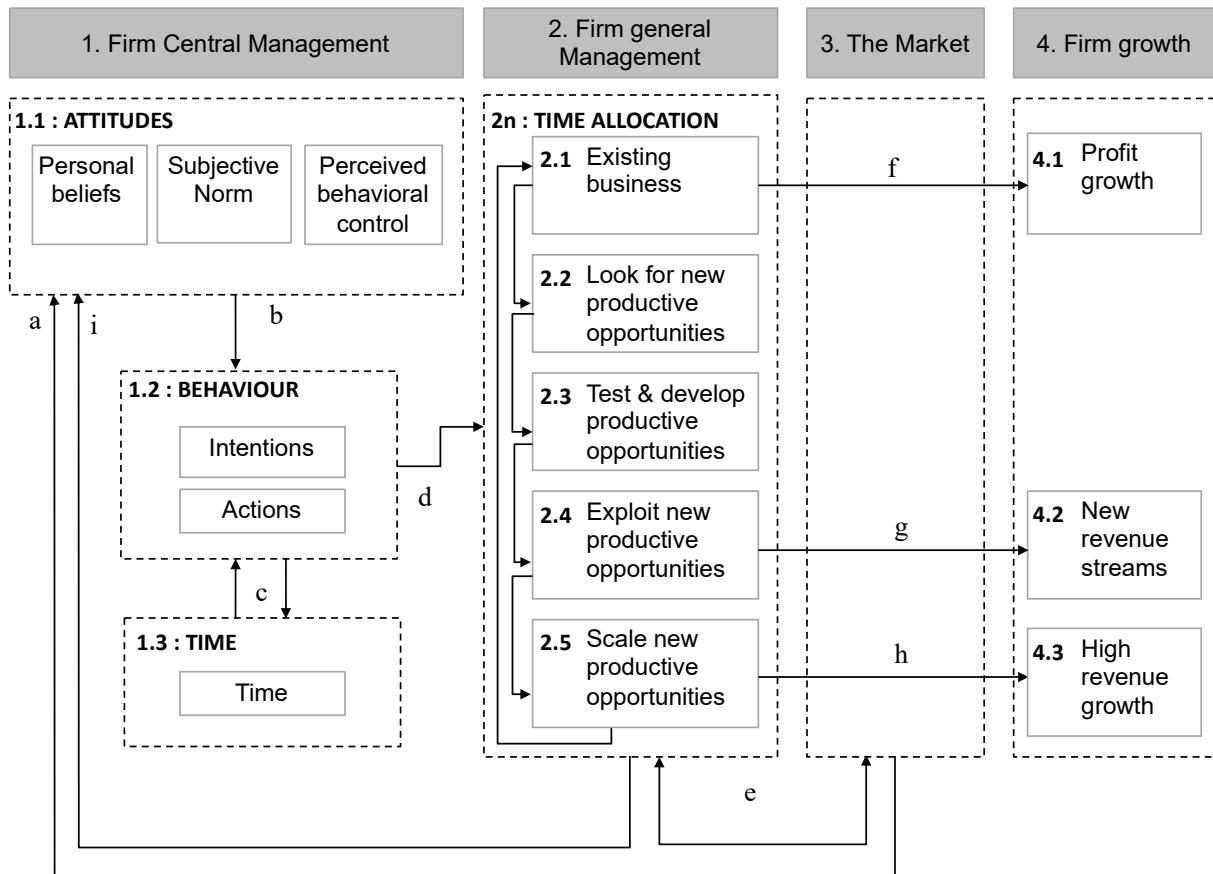 1. Firm Central Management
2. Firm general
Management
3. The Market
4. Firm growth
1.1 : ATTITUDES
Personal
beliefs
Subjective
Norm
Perceived
behavioral
control
a
i
b
1.2 : BEHAVIOUR
Intentions
Actions
d
c
1.3 : TIME
Time
2n : TIME ALLOCATION
2.1 Existing
business
2.2 Look for new
productive
opportunities
2.3 Test & develop
productive
opportunities
2.4 Exploit new
productive
opportunities
2.5 Scale new
productive
opportunities
f
g
h
e
4.1 Profit
growth
4.2 New
revenue
streams
4.3 High
revenue
growth